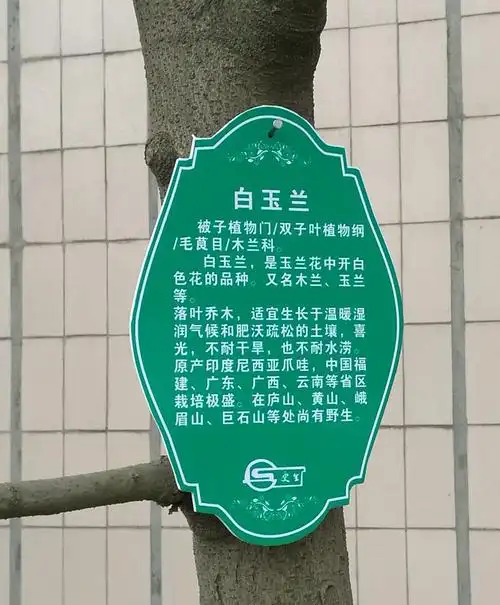 白玉兰
被子植物门/双子叶植物纲
/毛茛目/木兰科。
白玉兰，是玉兰花中开白
色花的品种。又名木兰、玉兰
等。
落叶乔木，适宜生长于温暖湿
润气候和肥沃疏松的土壤，喜
光，不耐干旱，也不耐水涝。
原产印度尼西亚爪哇，中国福
建、广东、广西、云南等省区
栽培极盛。在庐山、黄山、峨
眉山、巨石山等处尚有野生。